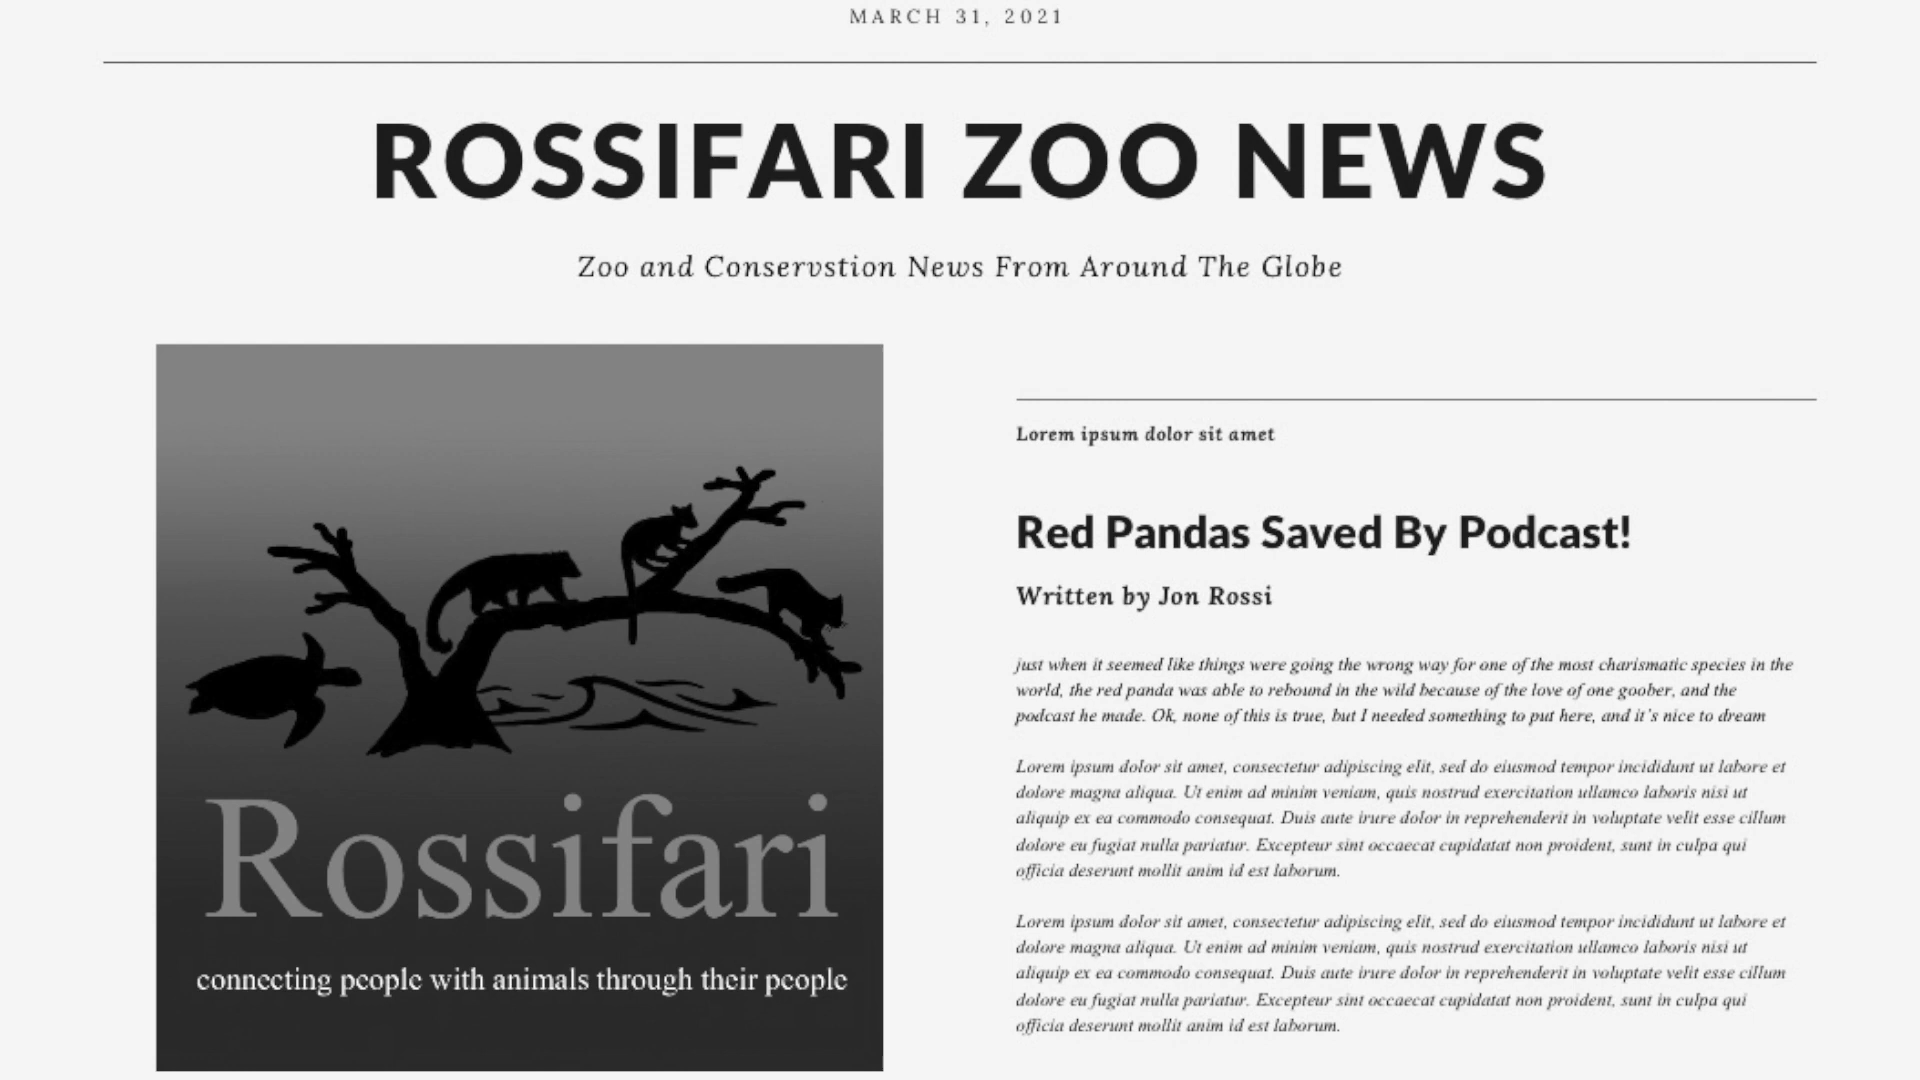 MARCH 31, 2021
ROSSIFARI ZOO NEWS
Zoo and Conservstion News From Around The Globe
Rossifari
connecting people with animals through their people
Lorem ipsum dolor sit amet
Red Pandas Saved By Podcast!
Written by Jon Rossi
just when it seemed like things were going the wrong way for one of the most charismatic species in the
world, the red panda was able to rebound in the wild because of the love of one goober, and the
podcast he made. Ok, none of this is true, but I needed something to put here, and it's nice to dream
Lorem ipsum dolor sit amet, consectetur adipiscing elit, sed do eiusmod tempor incididunt ut labore et
dolore magna aliqua. Ut enim ad minim veniam, quis nostrud exercitation ullamco laboris nisi ut
aliquip ex ea commodo consequat. Duis aute irure dolor in reprehenderit in voluptate velit esse cillum
dolore eu fugiat nulla pariatur. Excepteur sint occaecat cupidatat non proident, sunt in culpa qui
officia deserunt mollit anim id est laborum.
Lorem ipsum dolor sit amet, consectetur adipiscing elit, sed do eiusmod tempor incididunt ut labore et
dolore magna aliqua. Ut enim ad minim veniam, quis nostrud exercitation ullamco laboris nisi ut
aliquip ex ea commodo consequat. Duis aute irure dolor in reprehenderit in voluptate velit esse cillum
dolore eu fugiat nulla pariatur. Excepteur sint occaecat cupidatat non proident, sunt in culpa qui
officia deserunt mollit anim id est laborum.